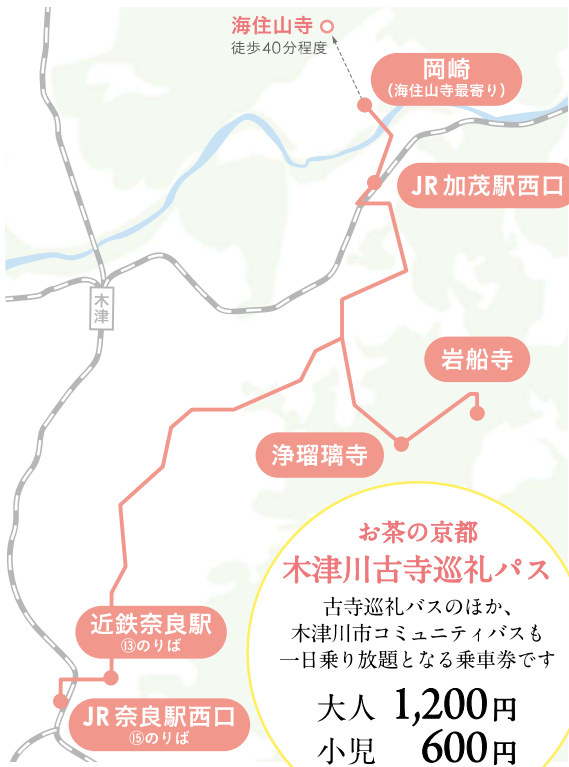 海住山寺
徒歩40分程度
岡崎
(海住山寺最寄り)
JR加茂駅西口
木津
岩船寺
浄瑠璃寺
お茶の京都
木津川古寺巡礼パス
古寺巡礼バスのほか、
木津川市コミュニティバスも
一日乗り放題となる乗車券です
大人 1,200円
小児 600円
近鉄奈良駅
⑬のりば
JR奈良駅西口
⑮のりば